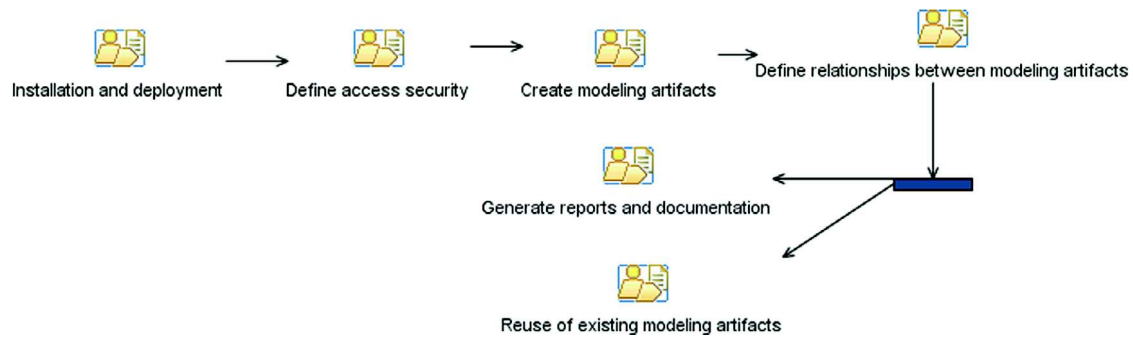 Installation and deployment
Define access security
Create modeling artifacts
Define relationships between modeling artifacts
Generate reports and documentation
Reuse of existing modeling artifacts